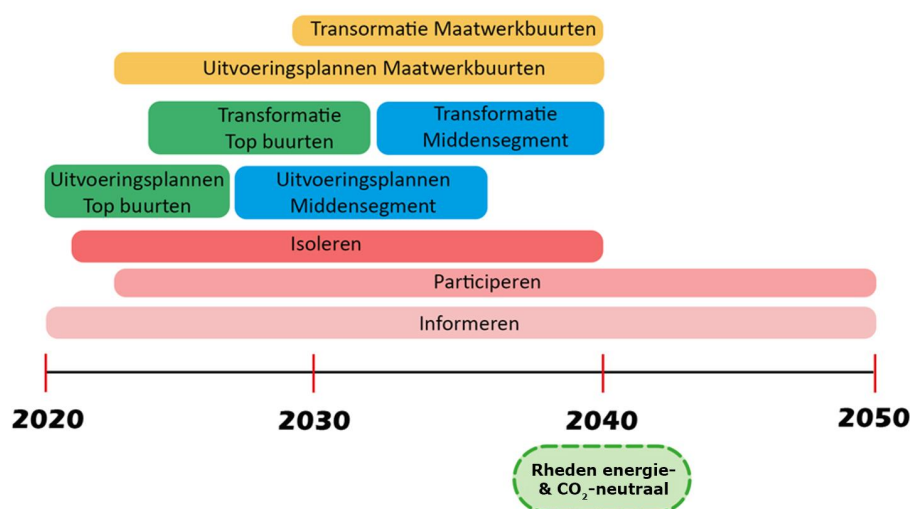 Transormatie Maatwerkbuurten
Uitvoeringsplannen Maatwerkbuurten
Transformatie
Top buurten
Transformatie
Middensegment
Uitvoeringsplannen
Top buurten
Uitvoeringsplannen
Middensegment
Isoleren
Participeren
Informeren
2020
2030
2040
2050
Rheden energie-
& CO₂-neutraal